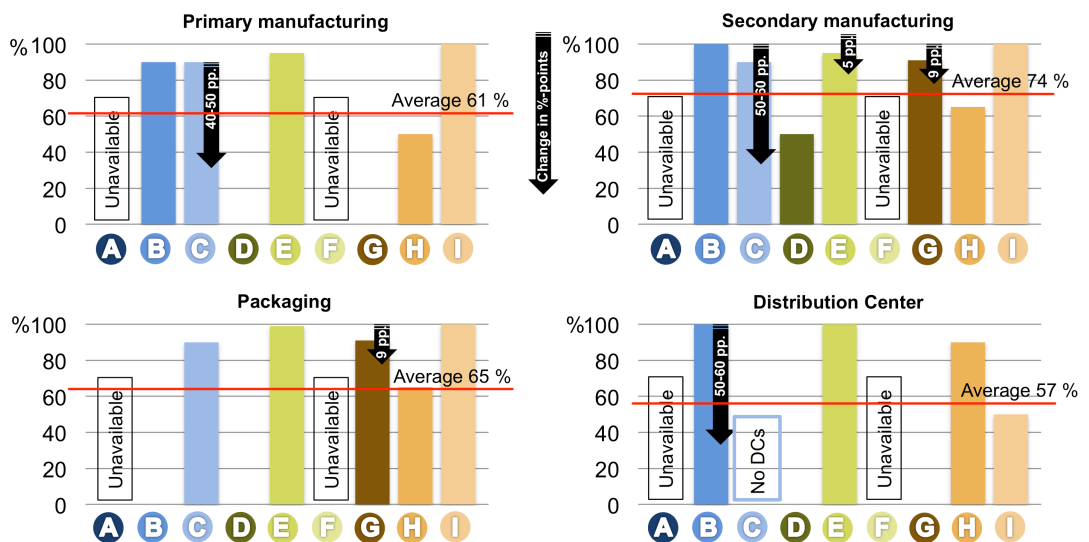 Primary manufacturing
%100
80
60
40
20
0
Unavailable
40-50 pp.
Unavailable
Average 61 %
A B C D E F G H I
Change in %-points
Secondary manufacturing
%100
80
60
40
20
0
Unavailable
50-60 pp.
5 pp.
Unavailable
9 pp.
Average 74 %
A B C D E F G H I
Packaging
%100
80
60
40
20
0
Unavailable
Unavailable
9 pp.
Average 65 %
A B C D E F G H I
Distribution Center
%100
80
60
40
20
0
Unavailable
50-60 pp.
No DCs
Unavailable
Average 57 %
A B C D E F G H I